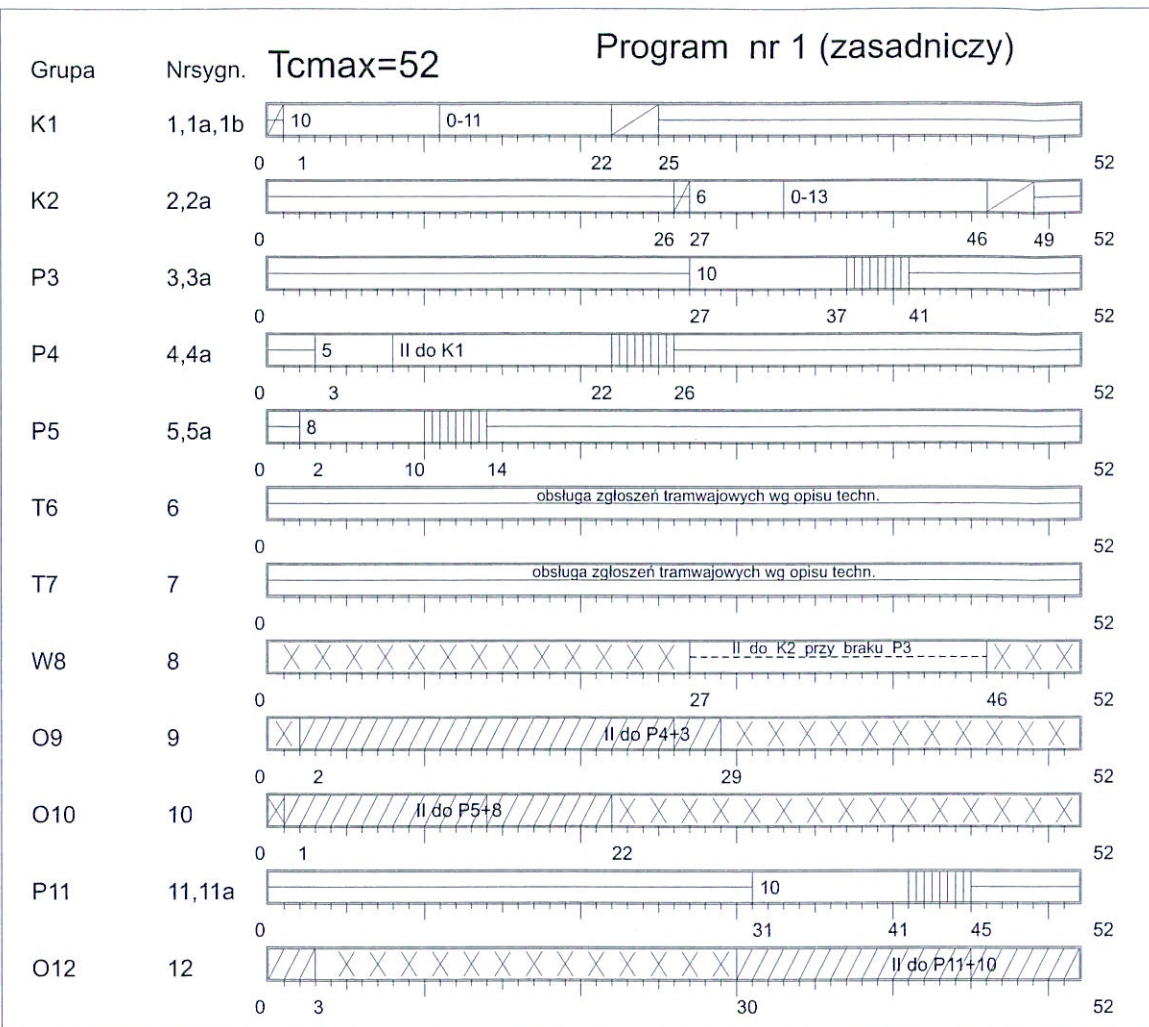 Program nr 1 (zasadniczy)
Grupa Nrsygn. Tcmax=52
K1 1,1a,1b 10 0-11
0 1 22 25 52
K2 2,2a 6 0-13
0 26 27 46 49 52
P3 3,3a 10
0 27 37 41 52
P4 4,4a 5 II do K1
0 3 22 26 52
P5 5,5a 8
0 2 10 14 52
T6 6 obsługa zgłoszeń tramwajowych wg opisu techn.
0 52
T7 7 obsługa zgłoszeń tramwajowych wg opisu techn.
0 52
W8 8 II do K2 przy braku P3
0 27 46 52
O9 9 II do P4+3
0 2 29 52
O10 10 II do P5+8
0 1 22 52
P11 11,11a 10
0 31 41 45 52
O12 12 II do P11+10
0 3 30 52